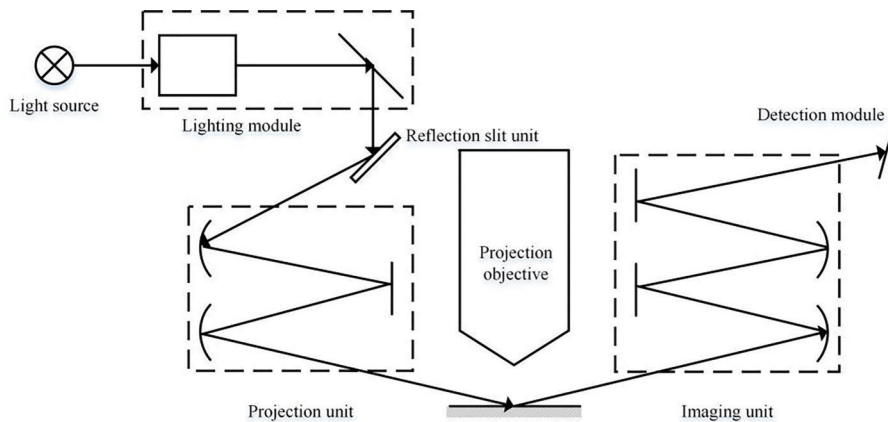 Light source
Lighting module
Reflection slit unit
Detection module
Projection
objective
Projection unit
Imaging unit